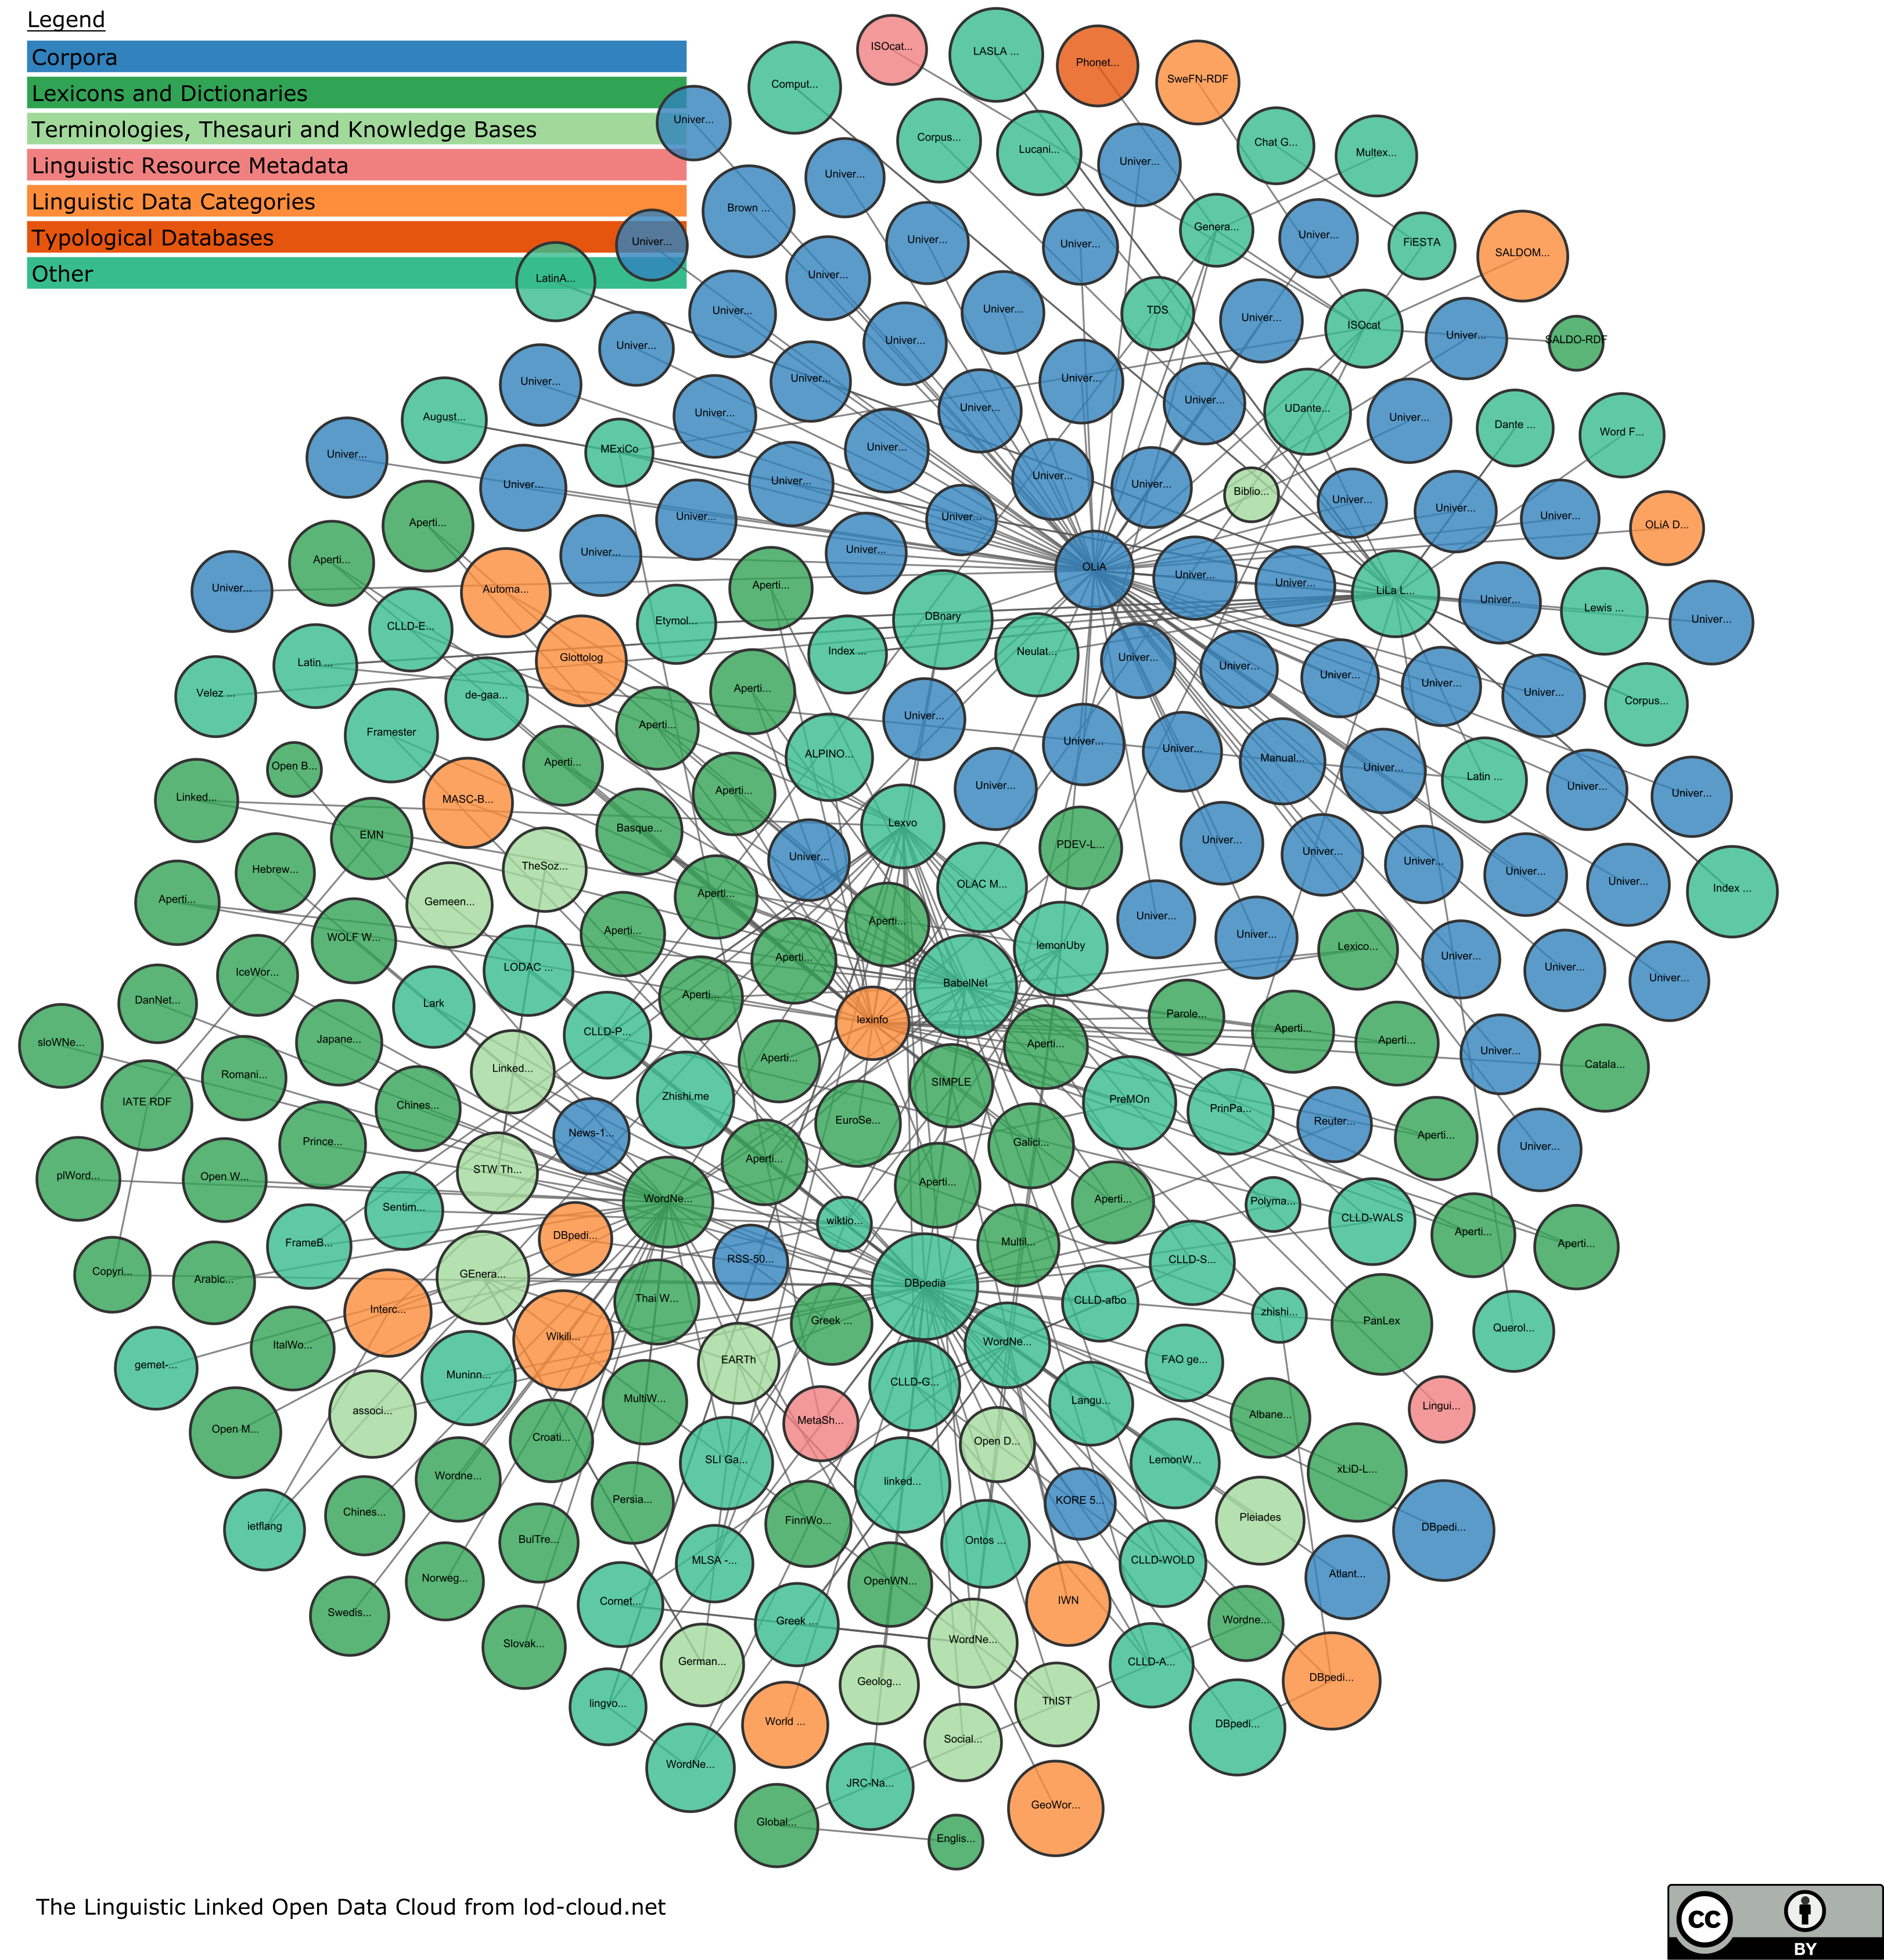 Legend
Corpora
Lexicons and Dictionaries
Terminologies, Thesauri and Knowledge Bases
Linguistic Resource Metadata
Linguistic Data Categories
Typological Databases
Other
ISOcat...
LASLA ...
Phonet...
SweFN-RDF
Comput...
Univer...
Corpus...
Lucani...
Univer...
Chat G...
Multex...
Univer...
Brown ...
Univer...
Univer...
Univer...
Genera...
Univer...
FiESTA
SALDOM...
LatinA...
Univer...
Univer...
Univer...
TDS
Univer...
ISOcat
Univer...
SALDO-RDF
Univer...
Univer...
Univer...
Univer...
Univer...
August...
Univer...
Univer...
Univer...
UDante...
Univer...
Dante ...
Word F...
Univer...
MExiCo
Univer...
Univer...
Univer...
Univer...
Univer...
Biblio...
Univer...
Univer...
Univer...
OLiA D...
Aperti...
Univer...
Univer...
Aperti...
Univer...
Univer...
OLiA
Univer...
Univer...
LiLa L...
Univer...
Lewis ...
Univer...
Univer...
Automa...
Aperti...
CLLD-E...
Etymol...
DBnary
Latin ...
Glottolog
Index ...
Neulat...
Univer...
Univer...
Univer...
Univer...
Univer...
Corpus...
Velez ...
de-gaa...
Aperti...
Framester
Aperti...
Univer...
Univer...
Univer...
Manual...
Univer...
Latin ...
Univer...
Univer...
Open B...
Aperti...
ALPINO...
Linked...
MASC-B...
Aperti...
Univer...
EMN
Basque...
Lexvo
PDEV-L...
Univer...
Univer...
Univer...
Univer...
Univer...
Index ...
Hebrew...
TheSoz...
Univer...
Aperti...
Gemeen...
Aperti...
OLAC M...
Univer...
WOLF W...
Aperti...
Aperti...
lemonUby
Univer...
Lexico...
Univer...
Univer...
Univer...
IceWor...
LODAC ...
Aperti...
BabelNet
DanNet...
Lark
Aperti...
lexinfo
Parole...
Aperti...
Aperti...
Univer...
Catala...
sloWNe...
Japane...
CLLD-P...
Aperti...
Aperti...
Romani...
Linked...
SIMPLE
IATE RDF
Chines...
Zhishi.me
EuroSe...
PreMOn
PrinPa...
Reuter...
Aperti...
Univer...
Prince...
News-1...
Galici...
plWord...
Open W...
STW Th...
Aperti...
Aperti...
Aperti...
Sentim...
WordNe...
wiktio...
Polyma...
CLLD-WALS
Aperti...
Aperti...
FrameB...
DBpedi...
RSS-50...
Multil...
CLLD-S...
Copyri...
Arabic...
GEnera...
Thai W...
DBpedia
CLLD-afbo
zhishi...
PanLex
Querol...
Interc...
Wikili...
Greek ...
WordNe...
gemet-...
ItalWo...
Muninn...
EARTh
CLLD-G...
FAO ge...
Open M...
associ...
MultiW...
MetaSh...
Langu...
Albane...
Lingui...
Croati...
Open D...
Wordne...
SLI Ga...
linked...
LemonW...
xLiD-L...
ietflang
Chines...
Persia...
FinnWo...
KORE 5...
Pleiades
DBpedi...
BulTre...
MLSA -...
Ontos ...
CLLD-WOLD
Atlant...
Swedis...
Norweg...
Cornet...
OpenWN...
IWN
Wordne...
Slovak...
Greek ...
WordNe...
German...
Geolog...
CLLD-A...
DBpedi...
lingvo...
World ...
ThIST
DBpedi...
WordNe...
Social...
JRC-Na...
GeoWor...
Global...
Englis...
The Linguistic Linked Open Data Cloud from lod-cloud.net
cc
BY